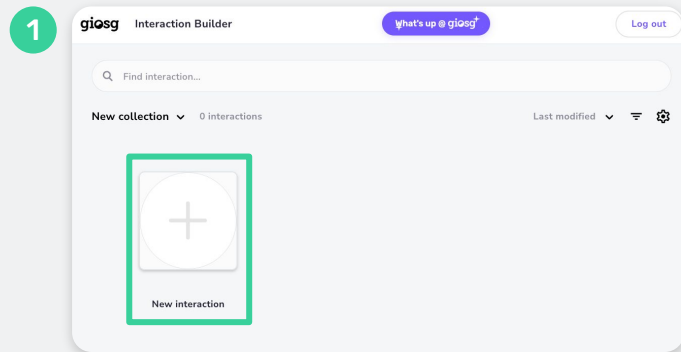 1
giosg Interaction Builder What's up @ giosg+ Log out
Find interaction...
New collection 0 interactions Last modified
New interaction